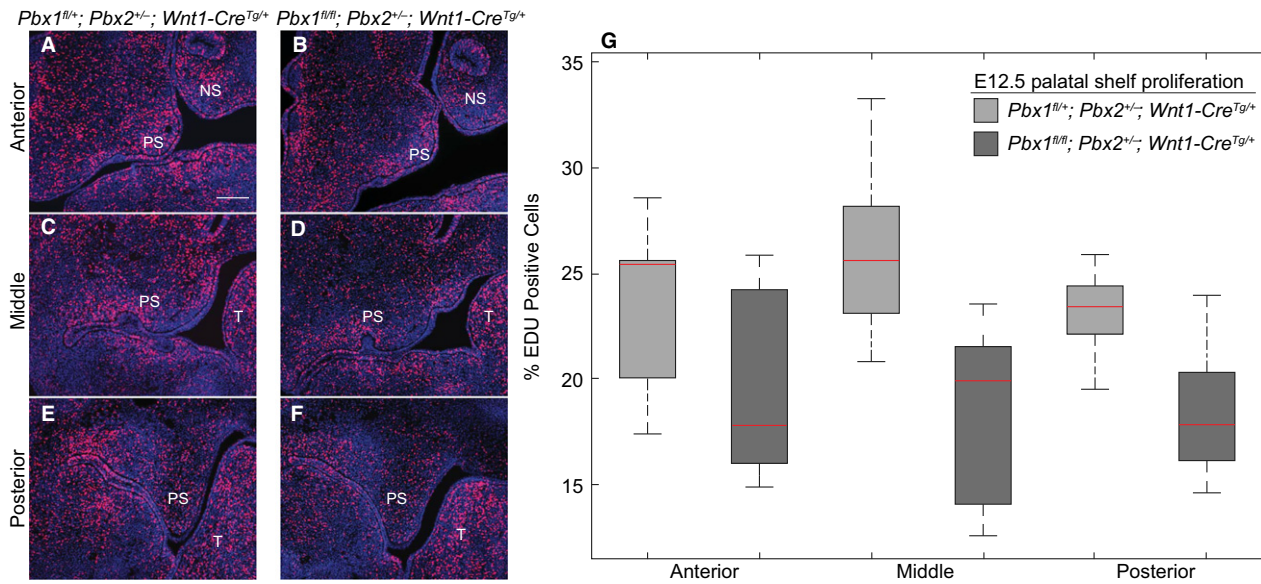 Pbx1fl/+; Pbx2+/–; Wnt1-CreTg/+ Pbx1fl/fl; Pbx2+/–; Wnt1-CreTg/+
Anterior
A
NS
PS
B
NS
PS
Middle
C
PS
T
D
PS
T
Posterior
E
PS
T
F
PS
T
G
% EDU Positive Cells
35
30
25
20
15
E12.5 palatal shelf proliferation
Pbx1fl/+; Pbx2+/–; Wnt1-CreTg/+
Pbx1fl/fl; Pbx2+/–; Wnt1-CreTg/+
Anterior Middle Posterior